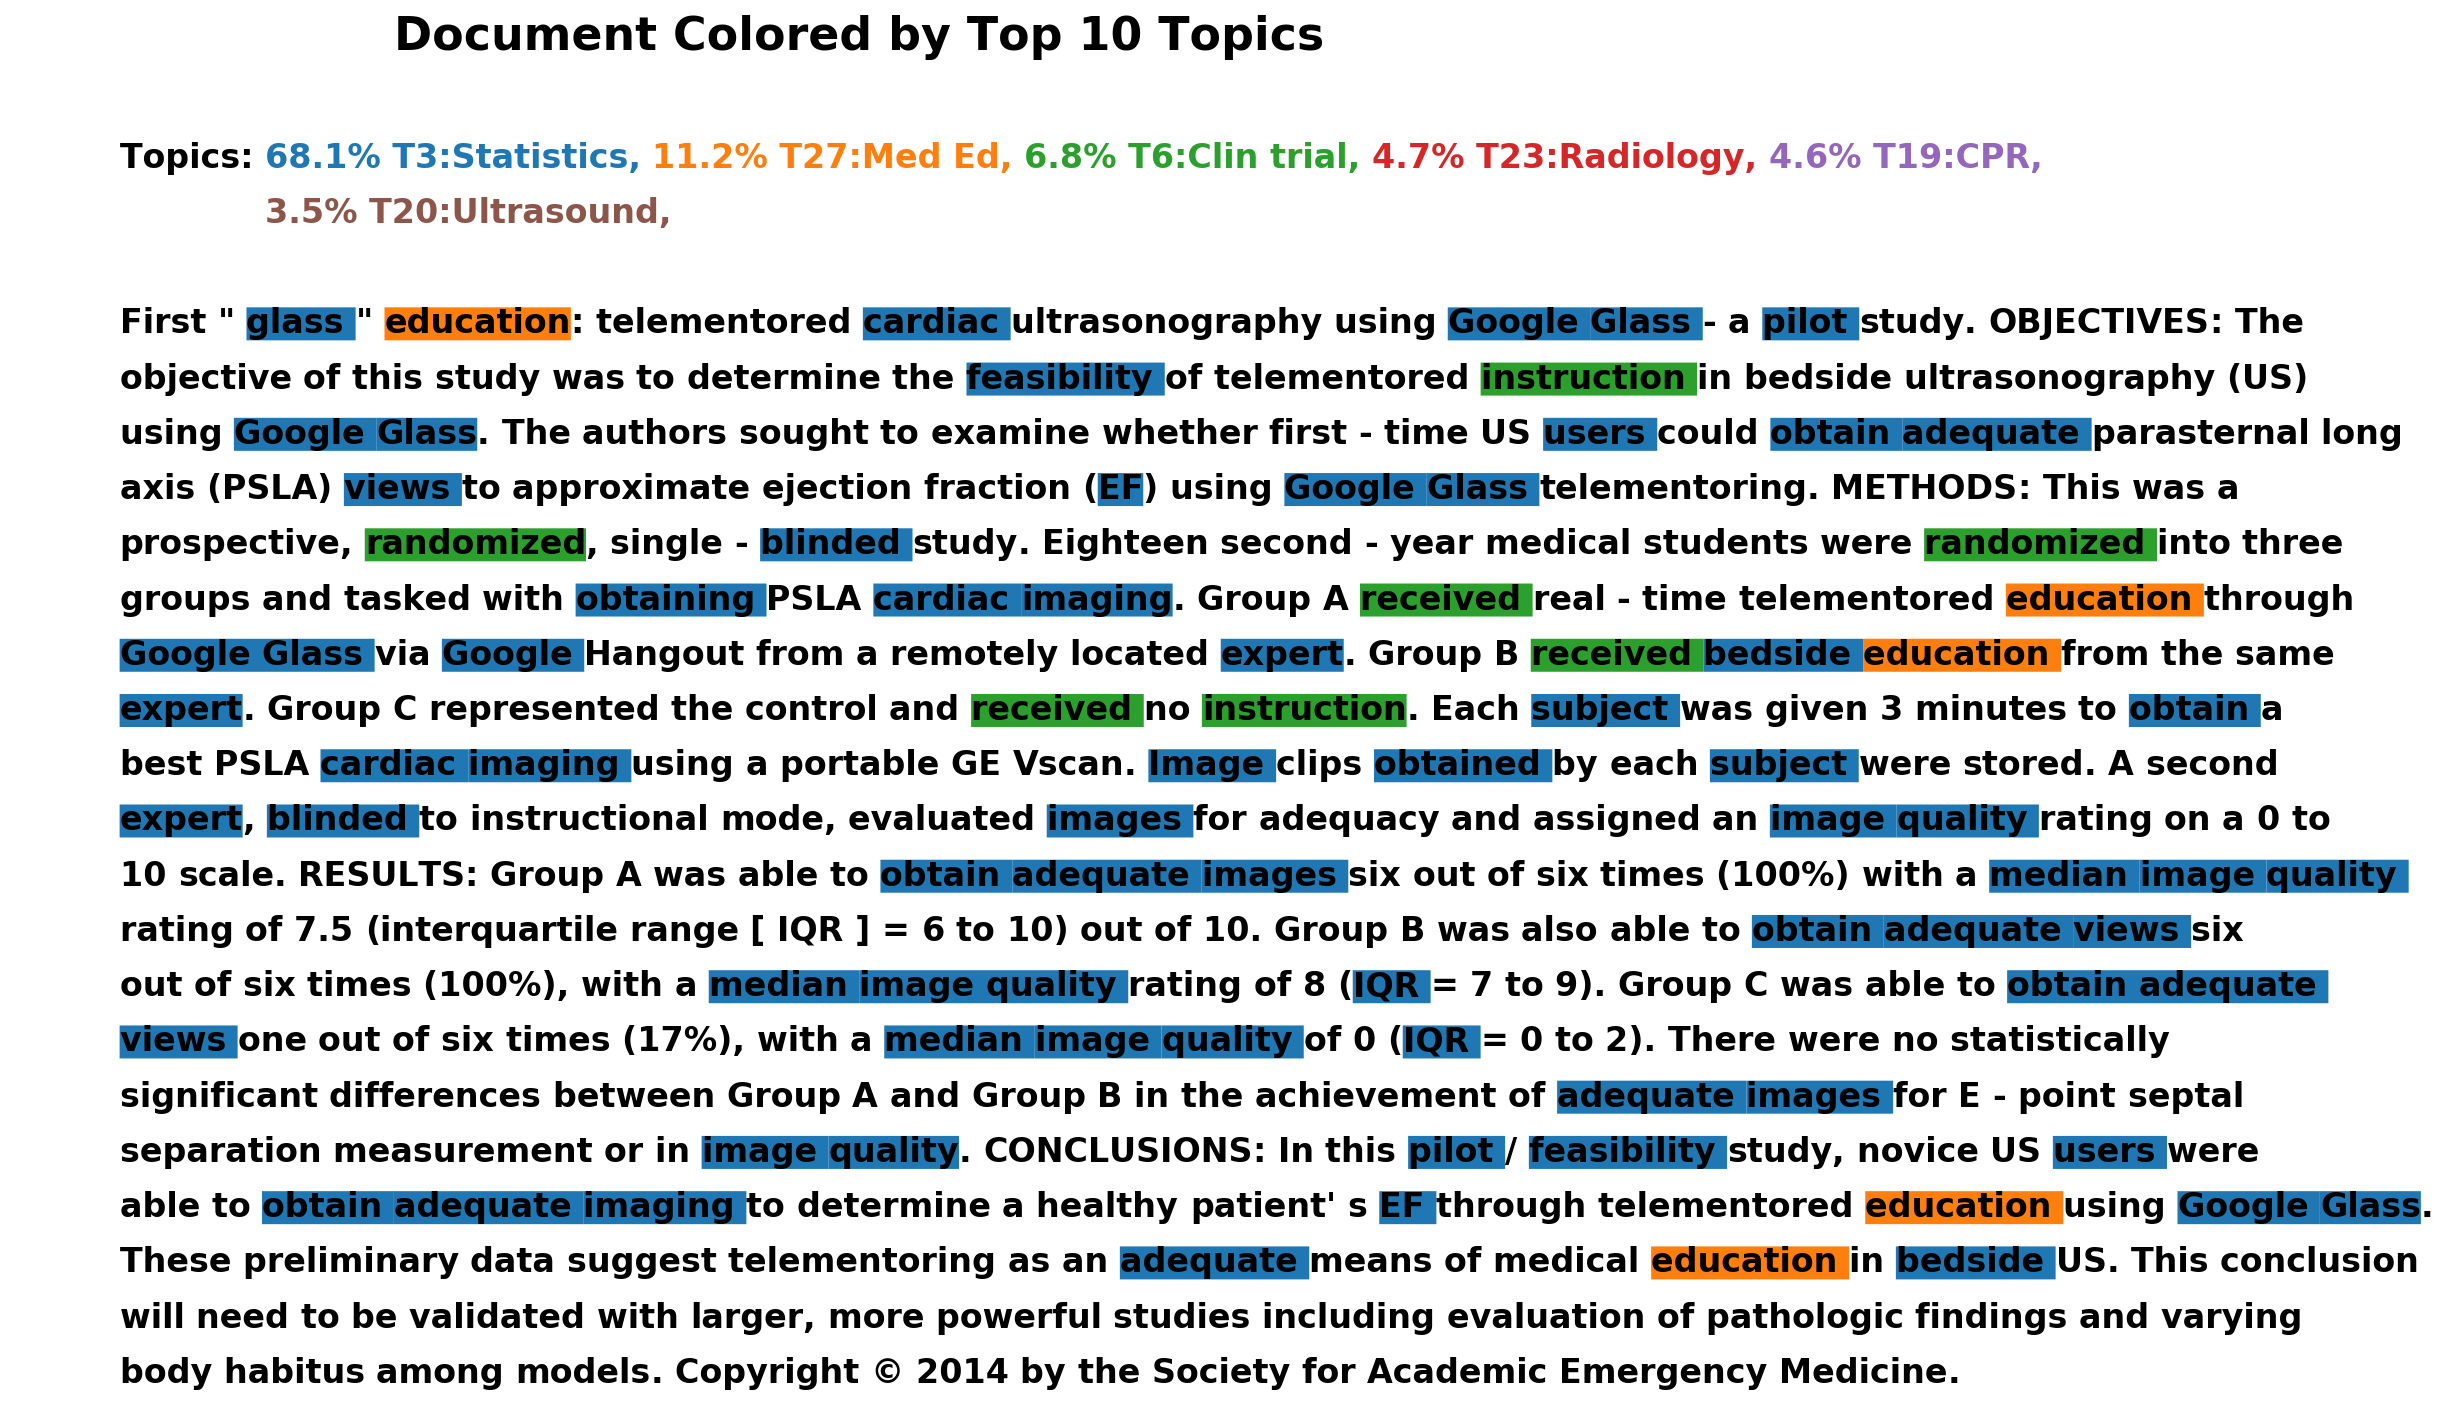 Document Colored by Top 10 Topics
Topics: 68.1% T3:Statistics, 11.2% T27:Med Ed, 6.8% T6:Clin trial, 4.7% T23:Radiology, 4.6% T19:CPR,
3.5% T20:Ultrasound,
First " glass " education: telementored cardiac ultrasonography using Google Glass - a pilot study. OBJECTIVES: The
objective of this study was to determine the feasibility of telementored instruction in bedside ultrasonography (US)
using Google Glass. The authors sought to examine whether first - time US users could obtain adequate parasternal long
axis (PSLA) views to approximate ejection fraction (EF) using Google Glass telementoring. METHODS: This was a
prospective, randomized, single - blinded study. Eighteen second - year medical students were randomized into three
groups and tasked with obtaining PSLA cardiac imaging. Group A received real - time telementored education through
Google Glass via Google Hangout from a remotely located expert. Group B received bedside education from the same
expert. Group C represented the control and received no instruction. Each subject was given 3 minutes to obtain a
best PSLA cardiac imaging using a portable GE Vscan. Image clips obtained by each subject were stored. A second
expert, blinded to instructional mode, evaluated images for adequacy and assigned an image quality rating on a 0 to
10 scale. RESULTS: Group A was able to obtain adequate images six out of six times (100%) with a median image quality
rating of 7.5 (interquartile range [ IQR ] = 6 to 10) out of 10. Group B was also able to obtain adequate views six
out of six times (100%), with a median image quality rating of 8 (IQR = 7 to 9). Group C was able to obtain adequate
views one out of six times (17%), with a median image quality of 0 (IQR = 0 to 2). There were no statistically
significant differences between Group A and Group B in the achievement of adequate images for E - point septal
separation measurement or in image quality. CONCLUSIONS: In this pilot / feasibility study, novice US users were
able to obtain adequate imaging to determine a healthy patient' s EF through telementored education using Google Glass.
These preliminary data suggest telementoring as an adequate means of medical education in bedside US. This conclusion
will need to be validated with larger, more powerful studies including evaluation of pathologic findings and varying
body habitus among models. Copyright © 2014 by the Society for Academic Emergency Medicine.